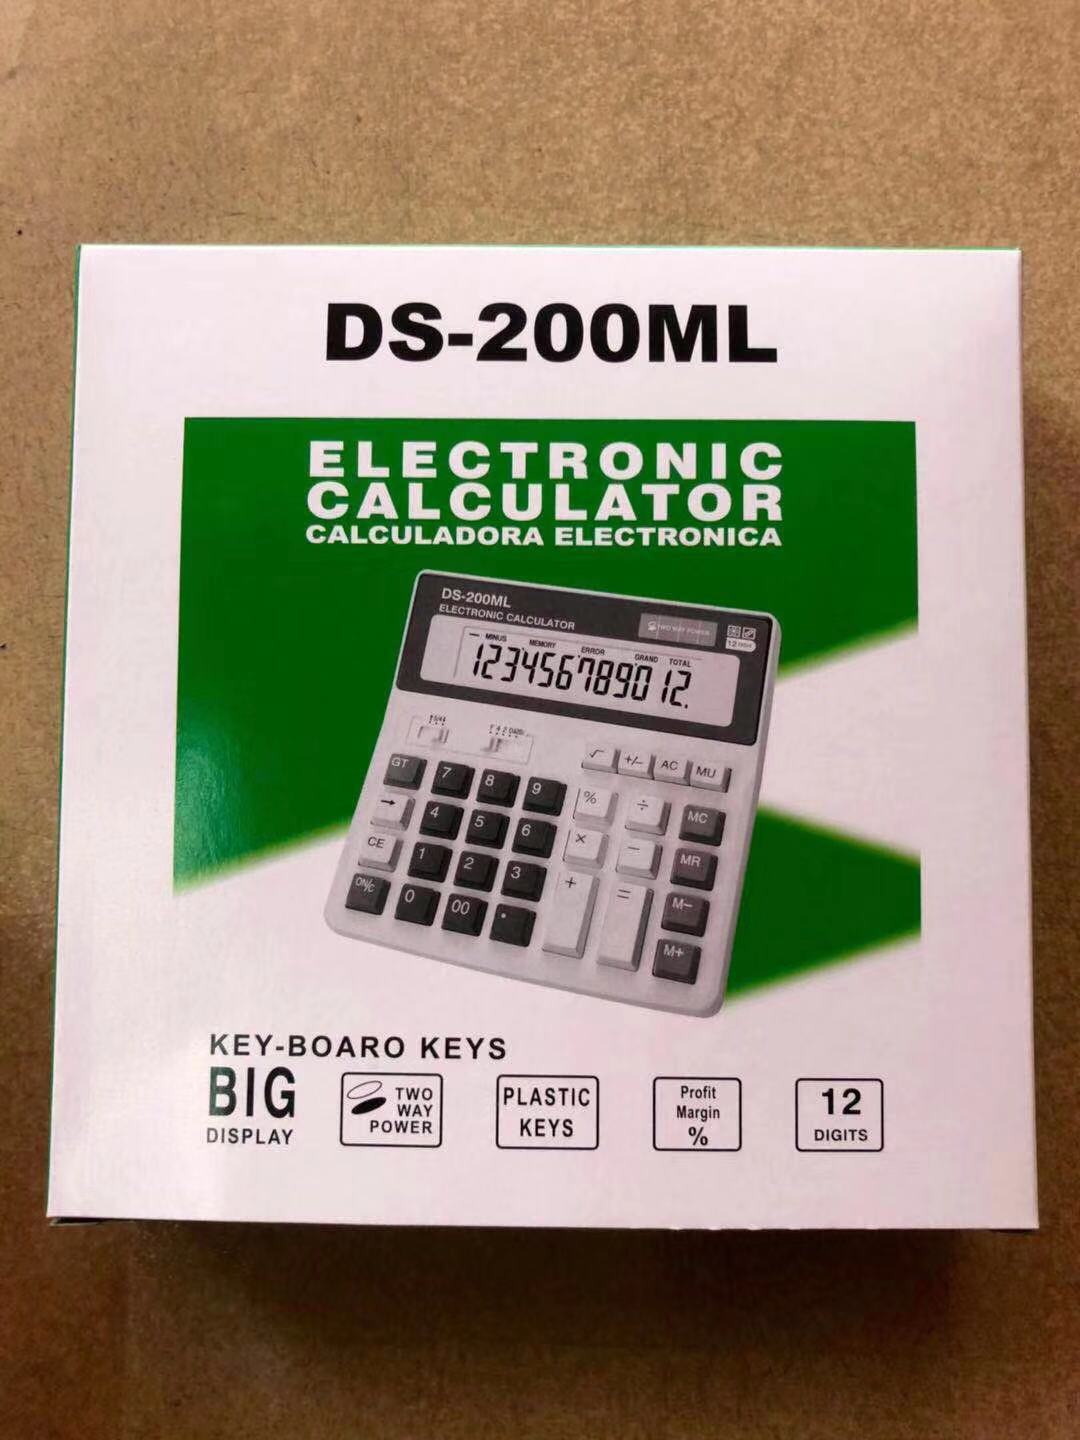 DS-200ML
ELECTRONIC
CALCULATOR
CALCULADORA ELECTRONICA
DS-200ML
ELECTRONIC CALCULATOR
TWO WAY POWER
12
MINUS MEMORY ERROR GRAND TOTAL
123456789012.
√ +/- AC MU
GT 7 8 9 % ÷ MC
→ 4 5 6 × − MR
CE 1 2 3 + = M−
ON/C 0 00 . M+
KEY-BOARO KEYS
BIG
DISPLAY
TWO
WAY
POWER
PLASTIC
KEYS
Profit
Margin
%
12
DIGITS